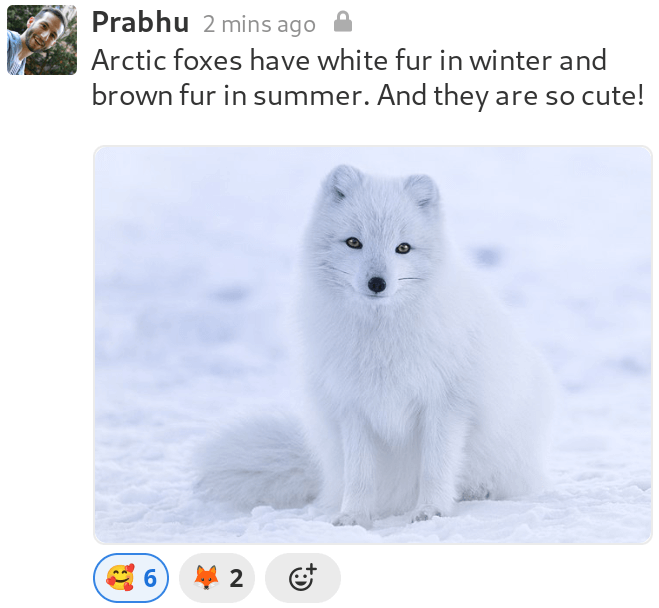 Prabhu 2 mins ago
Arctic foxes have white fur in winter and
brown fur in summer. And they are so cute!
6 2